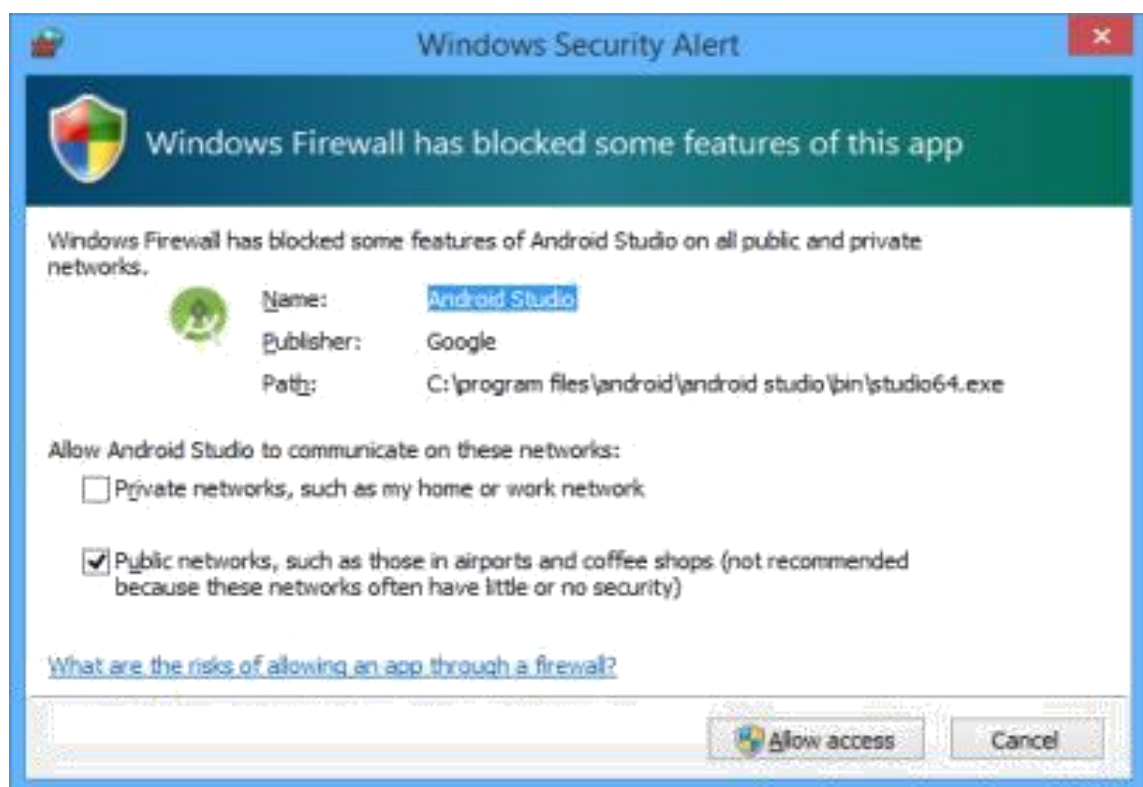 Windows Security Alert
Windows Firewall has blocked some features of this app
Windows Firewall has blocked some features of Android Studio on all public and private
networks.
Name: Android Studio
Publisher: Google
Path: C:\program files\android\android studio\bin\studio64.exe
Allow Android Studio to communicate on these networks:
Private networks, such as my home or work network
Public networks, such as those in airports and coffee shops (not recommended
because these networks often have little or no security)
What are the risks of allowing an app through a firewall?
Allow access Cancel